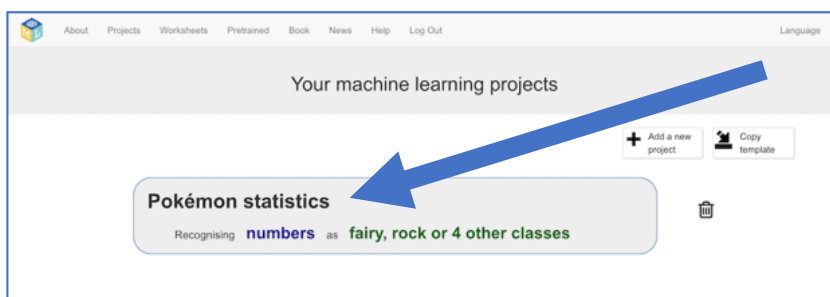 About Projects Worksheets Pretrained Book News Help Log Out Language
Your machine learning projects
Add a new
project
Copy
template
Pokémon statistics
Recognising numbers as fairy, rock or 4 other classes